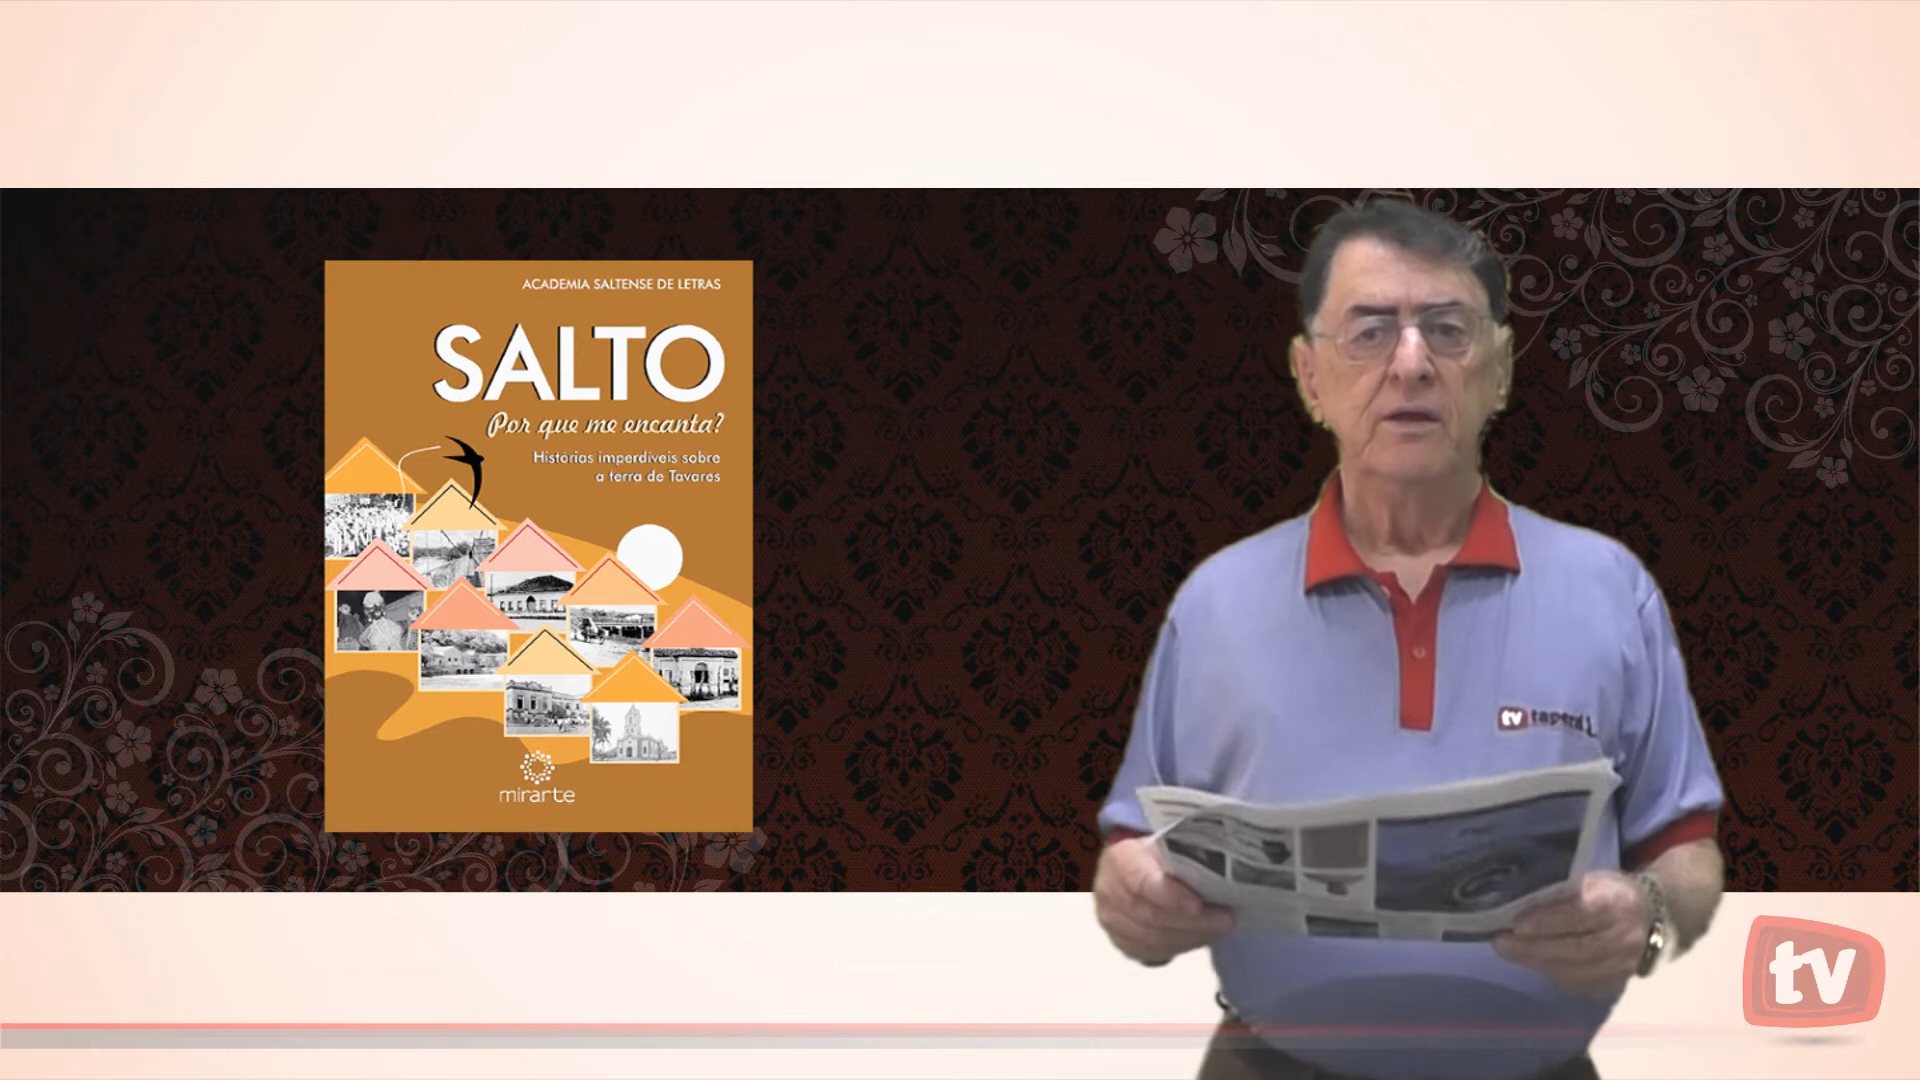 ACADEMIA SALTENSE DE LETRAS
SALTO
Por que me encanta?
Histórias imperdíveis sobre
a terra de Tavares
mirarte
tv
tv